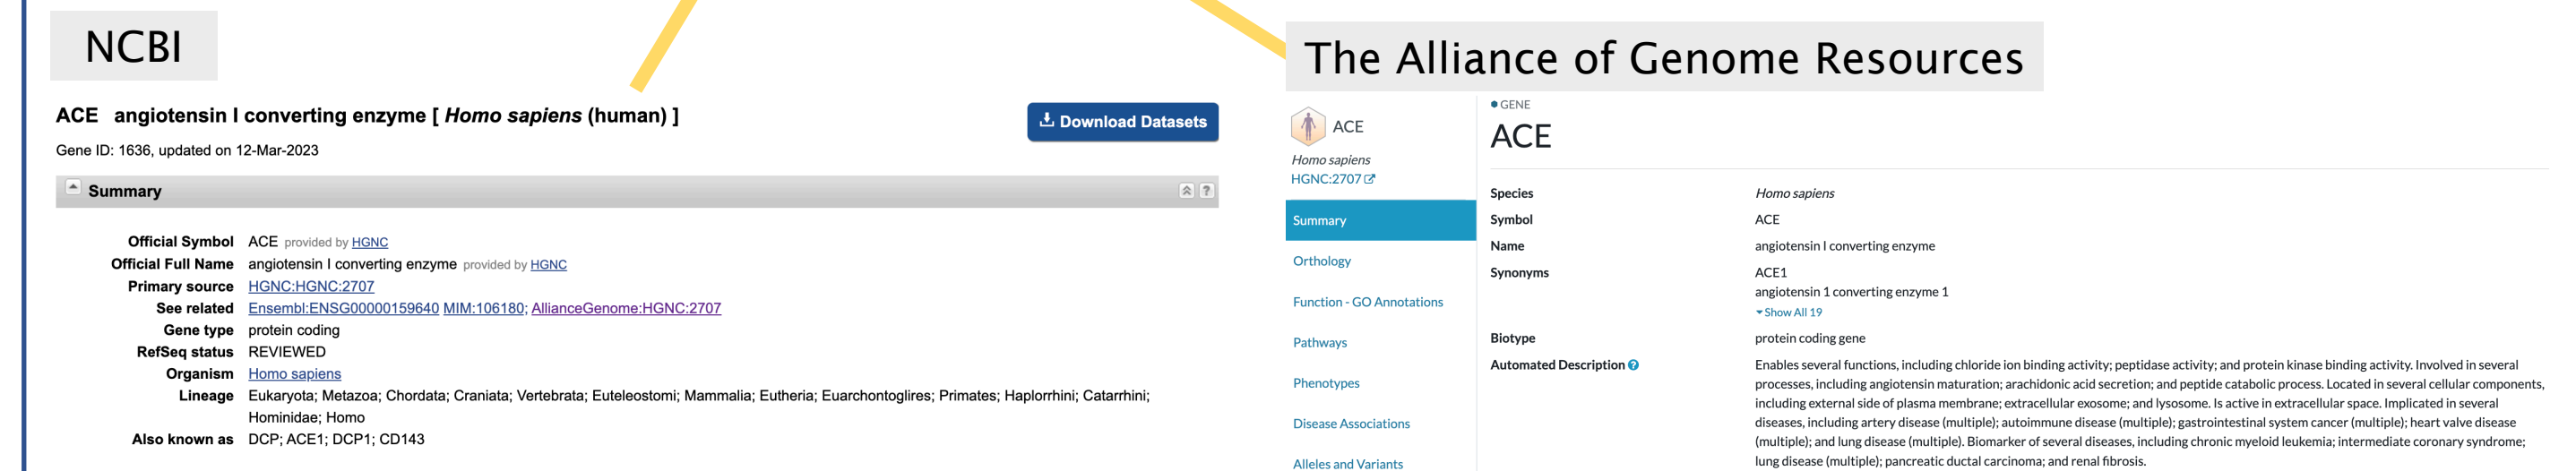 NCBI
ACE angiotensin I converting enzyme [ Homo sapiens (human) ]
Download Datasets
Gene ID: 1636, updated on 12-Mar-2023
Summary
?
Official Symbol ACE provided by HGNC
Official Full Name angiotensin I converting enzyme provided by HGNC
Primary source HGNC:HGNC:2707
See related Ensembl:ENSG00000159640 MIM:106180; AllianceGenome:HGNC:2707
Gene type protein coding
RefSeq status REVIEWED
Organism Homo sapiens
Lineage Eukaryota; Metazoa; Chordata; Craniata; Vertebrata; Euteleostomi; Mammalia; Eutheria; Euarchontoglires; Primates; Haplorrhini; Catarrhini;
Hominidae; Homo
Also known as DCP; ACE1; DCP1; CD143
The Alliance of Genome Resources
ACE
Homo sapiens
HGNC:2707
Summary
Orthology
Function - GO Annotations
Pathways
Phenotypes
Disease Associations
Alleles and Variants
GENE
ACE
Species Homo sapiens
Symbol ACE
Name angiotensin I converting enzyme
Synonyms ACE1
angiotensin 1 converting enzyme 1
Show All 19
Biotype protein coding gene
Automated Description ? Enables several functions, including chloride ion binding activity; peptidase activity; and protein kinase binding activity. Involved in several
processes, including angiotensin maturation; arachidonic acid secretion; and peptide catabolic process. Located in several cellular components,
including external side of plasma membrane; extracellular exosome; and lysosome. Is active in extracellular space. Implicated in several
diseases, including artery disease (multiple); autoimmune disease (multiple); gastrointestinal system cancer (multiple); heart valve disease
(multiple); and lung disease (multiple). Biomarker of several diseases, including chronic myeloid leukemia; intermediate coronary syndrome;
lung disease (multiple); pancreatic ductal carcinoma; and renal fibrosis.